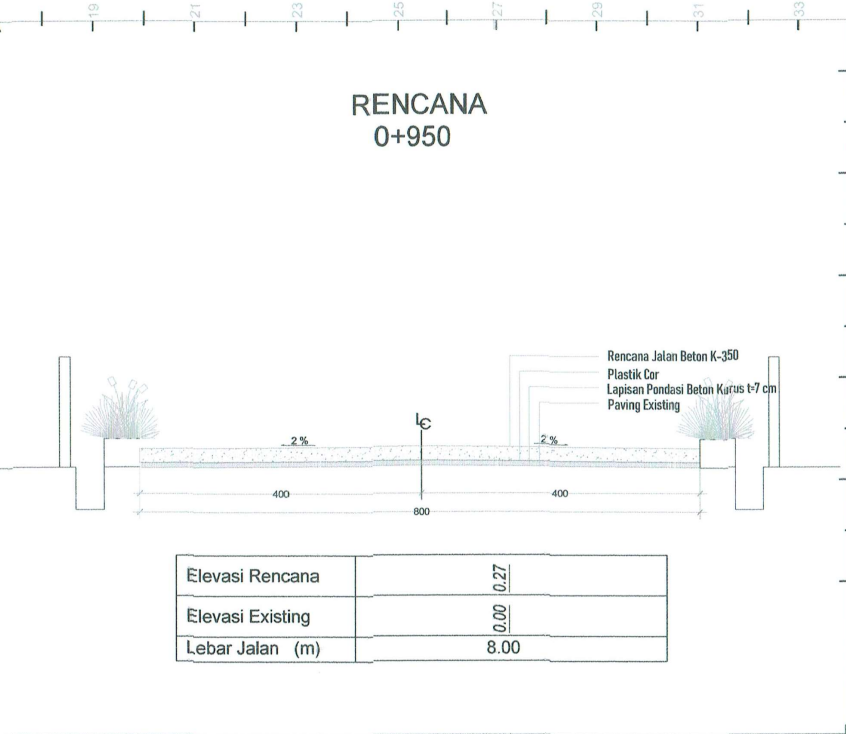 19 21 23 25 27 29 31 33
RENCANA
0+950
Rencana Jalan Beton K-350
Plastik Cor
Lapisan Pondasi Beton Kurus t=7 cm
Paving Existing
CL
2 % 2 %
400 400
800
Elevasi Rencana 0.27
Elevasi Existing 0.00
Lebar Jalan (m) 8.00